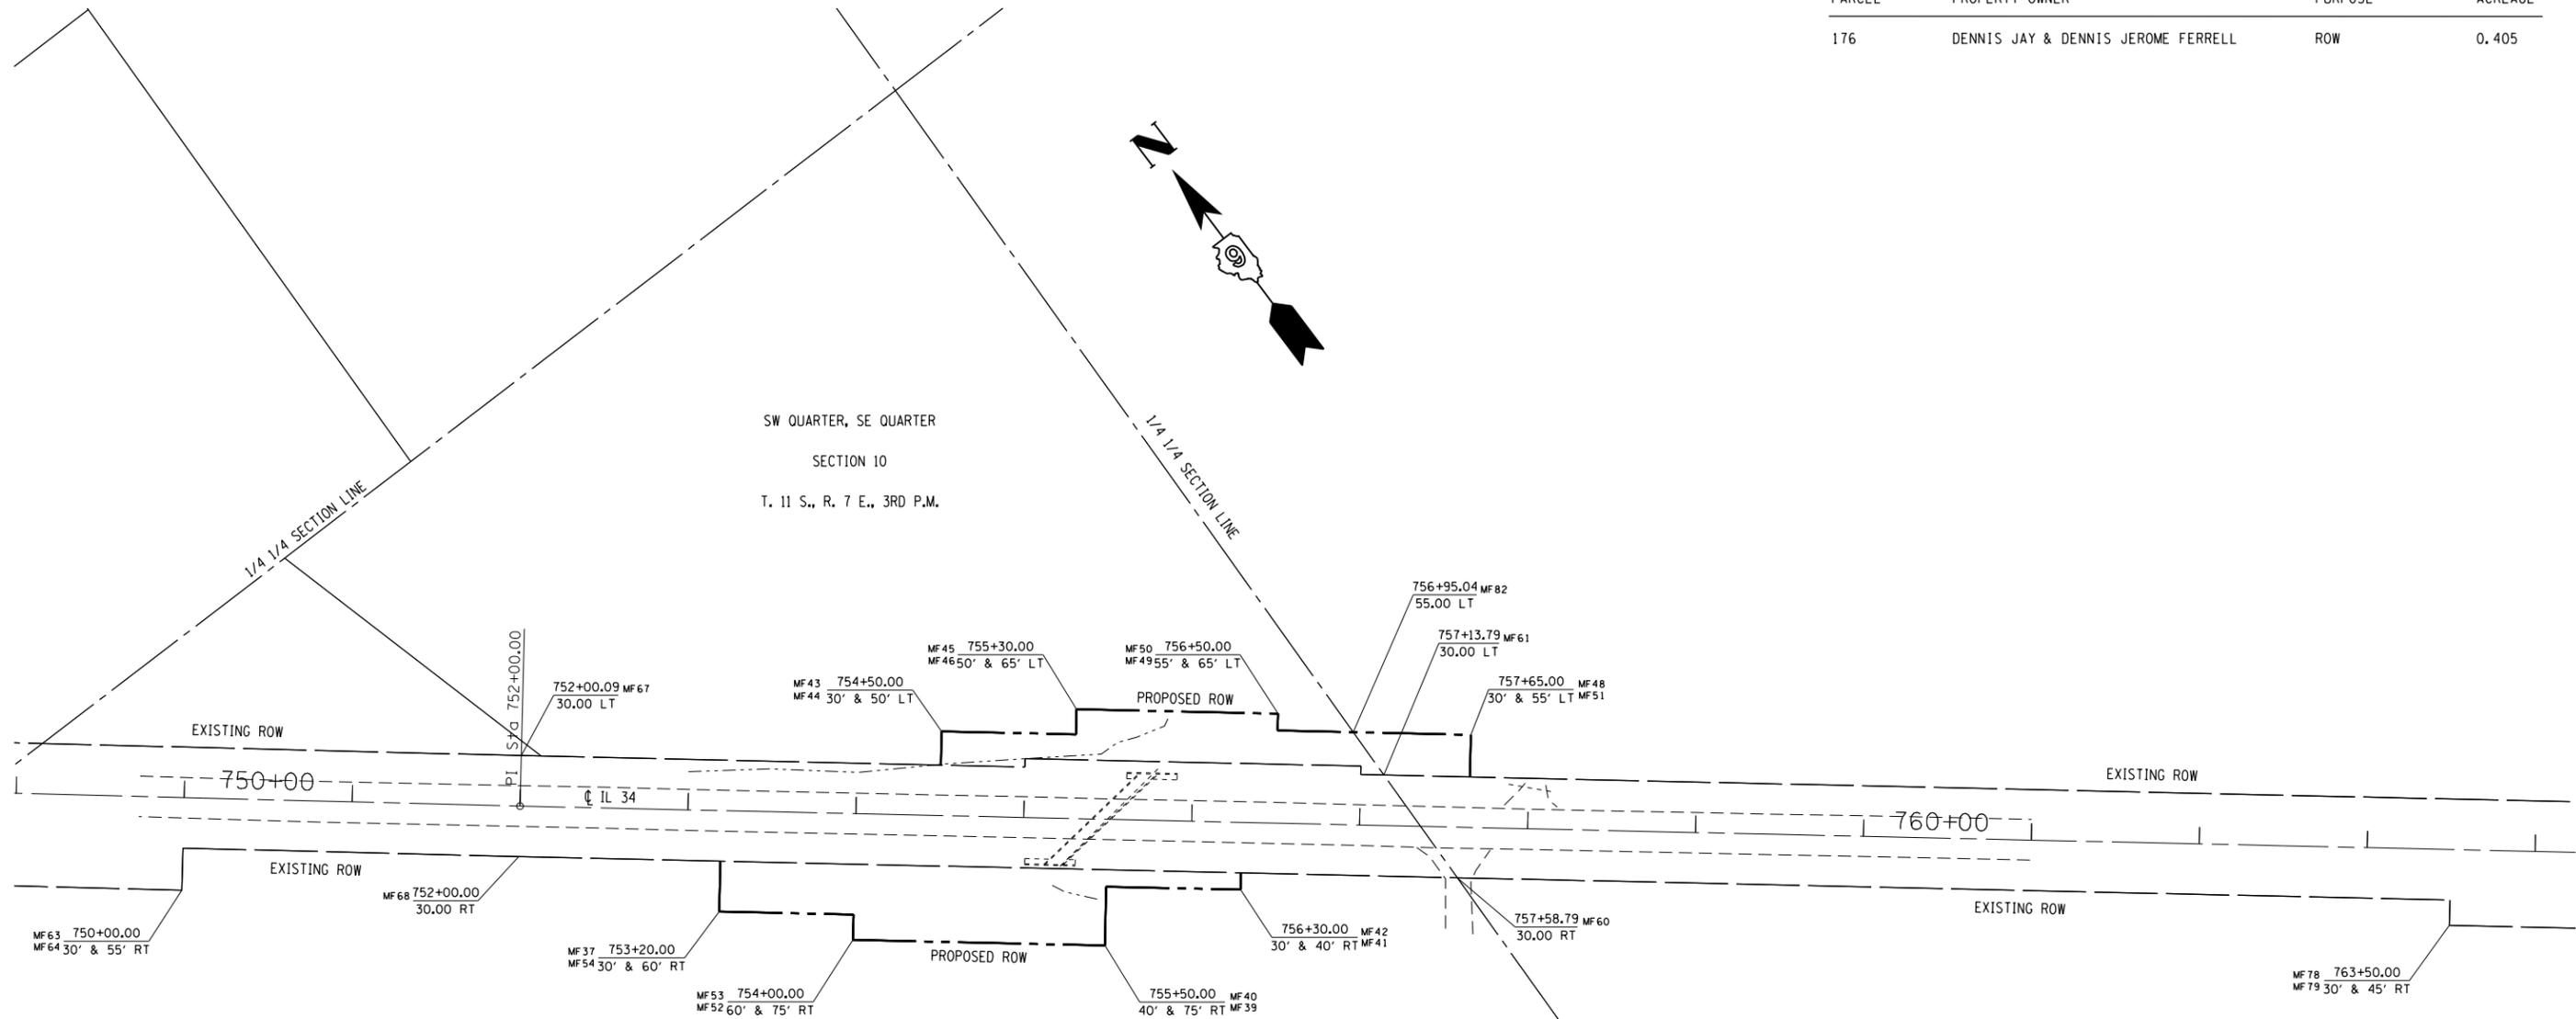 PARCEL PROPERTY OWNER PURPOSE ACREAGE
176 DENNIS JAY & DENNIS JEROME FERRELL ROW 0.405
N
9
SW QUARTER, SE QUARTER
SECTION 10
T. 11 S., R. 7 E., 3RD P.M.
1/4 1/4 SECTION LINE
1/4 1/4 SECTION LINE
756+95.04 MF82
55.00 LT
757+13.79 MF61
30.00 LT
MF45 755+30.00
MF46 50' & 65' LT
MF50 756+50.00
MF49 55' & 65' LT
MF43 754+50.00
MF44 30' & 50' LT
757+65.00 MF48
30' & 55' LT MF51
752+00.09 MF67
30.00 LT
PI Sta 752+00.00
PROPOSED ROW
EXISTING ROW
EXISTING ROW
750+00
℄ IL 34
760+00
EXISTING ROW
MF68 752+00.00
30.00 RT
EXISTING ROW
757+58.79 MF60
30.00 RT
MF63 750+00.00
MF64 30' & 55' RT
756+30.00 MF42
30' & 40' RT MF41
MF37 753+20.00
MF54 30' & 60' RT
PROPOSED ROW
MF78 763+50.00
MF79 30' & 45' RT
MF53 754+00.00
MF52 60' & 75' RT
755+50.00 MF40
40' & 75' RT MF39